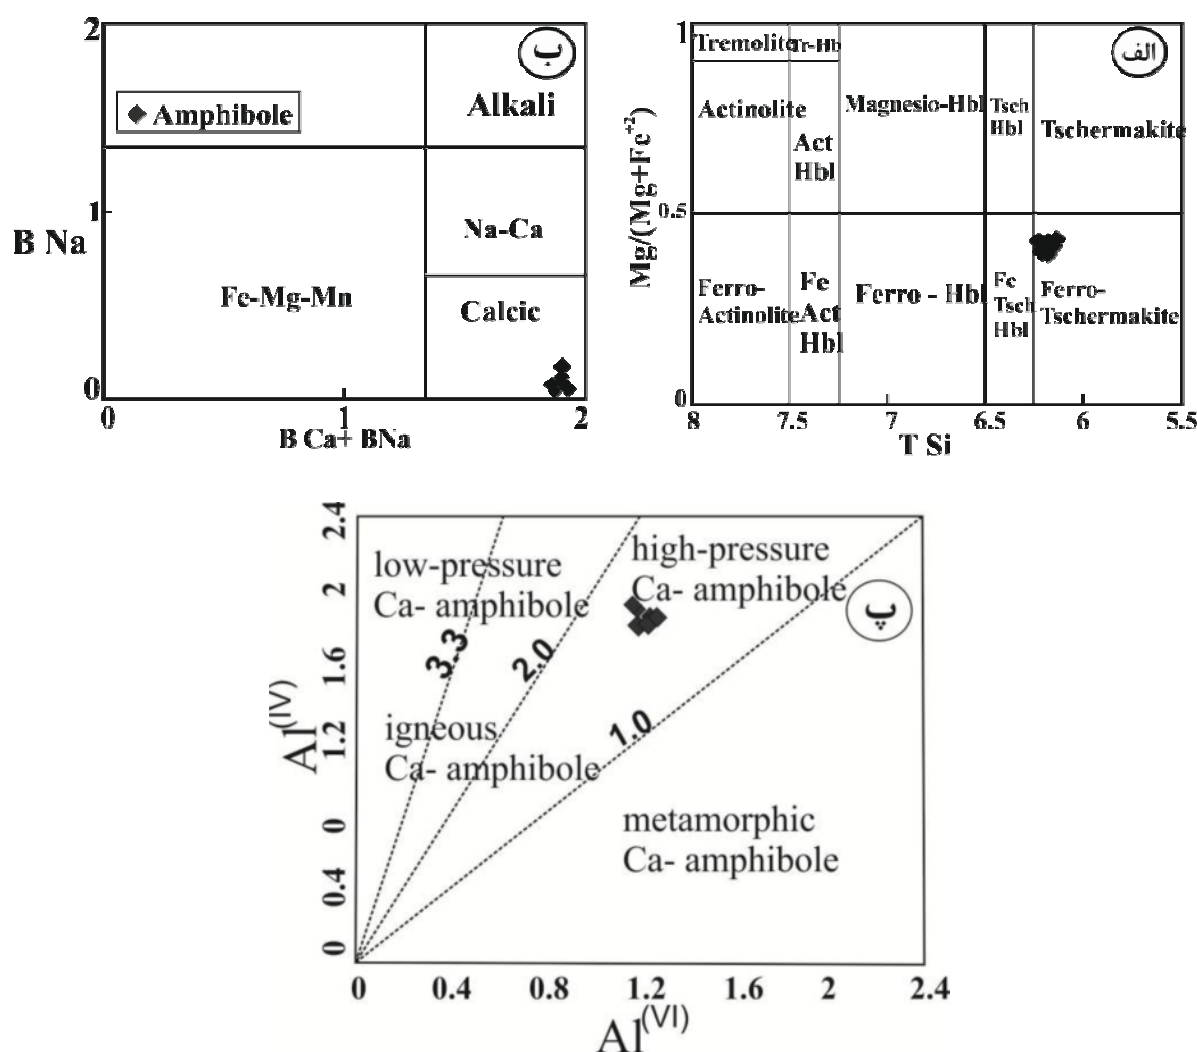 2
ب
Alkali
Amphibole
1
B Na
Na-Ca
Fe-Mg-Mn
Calcic
0
0
1
2
B Ca+ BNa
1
الف
Tremolite
Tr-Hb
Actinolite
Magnesio-Hbl
Tsch
Hbl
Tschermakite
Act
Hbl
Mg/(Mg+Fe+2)
0.5
Ferro-
Actinolite
Fe
Act
Hbl
Ferro - Hbl
Fe
Tsch
Hbl
Ferro-
Tschermakite
0
8
7.5
7
6.5
6
5.5
T Si
2.4
low-pressure
Ca- amphibole
high-pressure
Ca- amphibole
پ
2
3.3
2.0
1.6
Al(IV)
igneous
Ca- amphibole
1.0
1.2
metamorphic
Ca- amphibole
0
0.4
0
0
0.4
0.8
1.2
1.6
2
2.4
Al(VI)